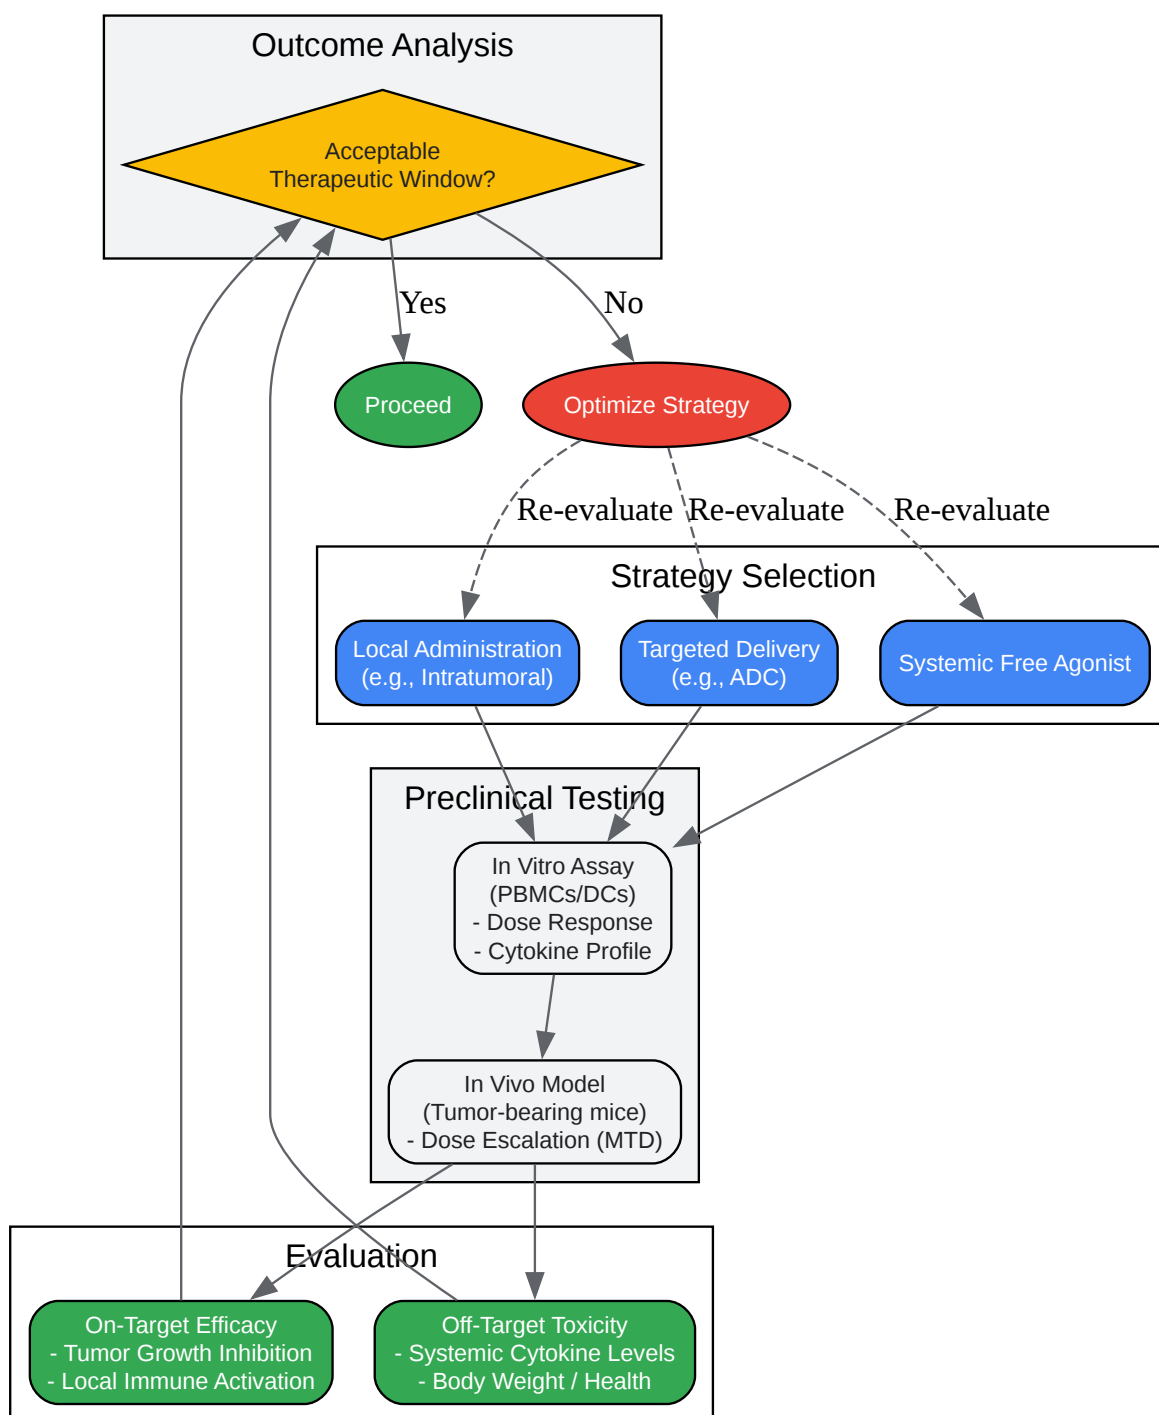 Outcome Analysis
Acceptable
Therapeutic Window?
Yes
No
Proceed
Optimize Strategy
Re-evaluate
Re-evaluate
Re-evaluate
Strategy Selection
Local Administration
(e.g., Intratumoral)
Targeted Delivery
(e.g., ADC)
Systemic Free Agonist
Preclinical Testing
In Vitro Assay
(PBMCs/DCs)
- Dose Response
- Cytokine Profile
In Vivo Model
(Tumor-bearing mice)
- Dose Escalation (MTD)
Evaluation
On-Target Efficacy
- Tumor Growth Inhibition
- Local Immune Activation
Off-Target Toxicity
- Systemic Cytokine Levels
- Body Weight / Health